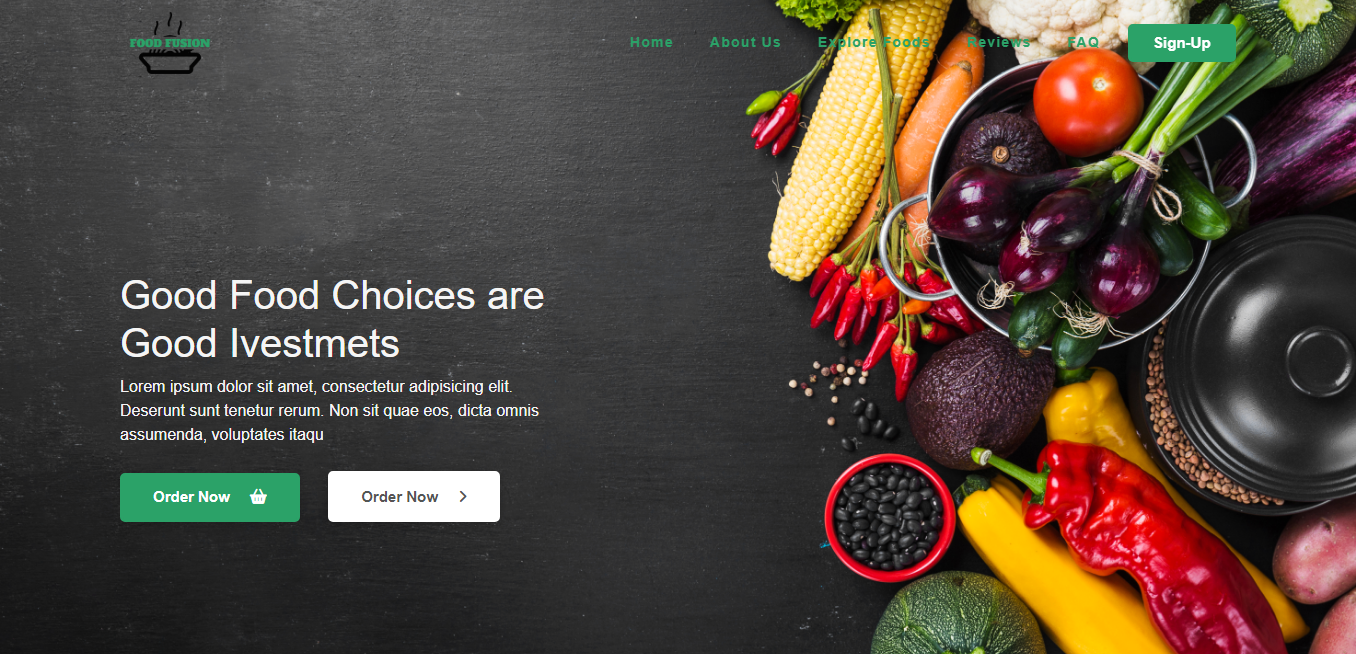 FOOD FUSION
Home About Us Explore Foods Reviews FAQ Sign-Up
Good Food Choices are
Good Ivestmets
Lorem ipsum dolor sit amet, consectetur adipisicing elit.
Deserunt sunt tenetur rerum. Non sit quae eos, dicta omnis
assumenda, voluptates itaqu
Order Now Order Now